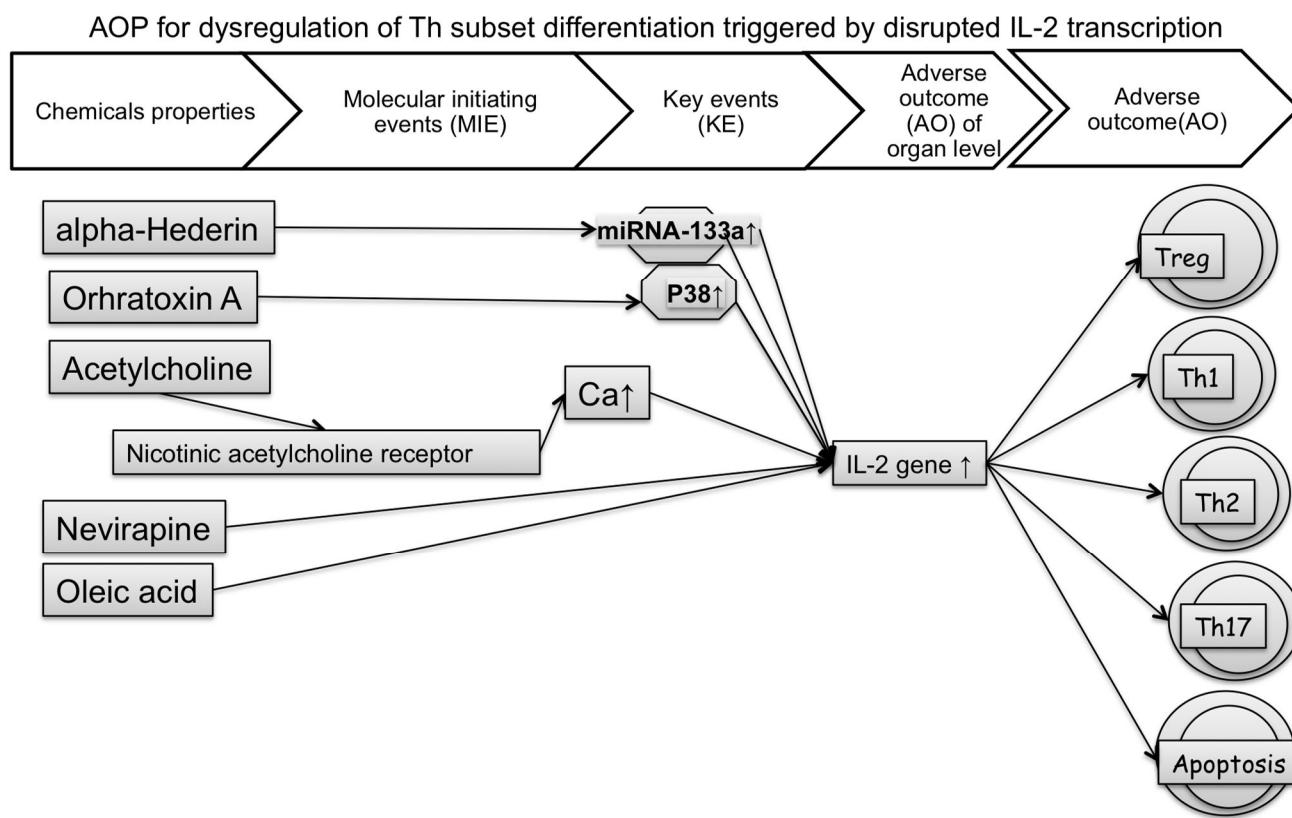 AOP for dysregulation of Th subset differentiation triggered by disrupted IL-2 transcription
Chemicals properties
Molecular initiating
events (MIE)
Key events
(KE)
Adverse
outcome
(AO) of
organ level
Adverse
outcome(AO)
alpha-Hederin
miRNA-133a↑
Orhratoxin A
P38↑
Acetylcholine
Ca↑
Nicotinic acetylcholine receptor
Nevirapine
Oleic acid
IL-2 gene ↑
Treg
Th1
Th2
Th17
Apoptosis